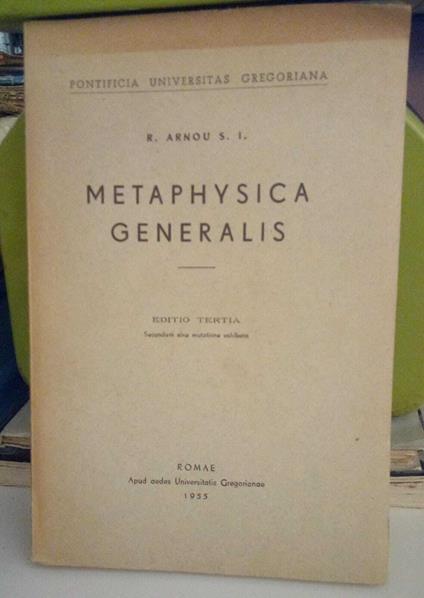 PONTIFICIA UNIVERSITAS GREGORIANA
R. ARNOU S. I.
METAPHYSICA
GENERALIS
EDITIO TERTIA
Secundam sine mutatione exhibens
ROMAE
Apud aedes Universitatis Gregorianae
1955